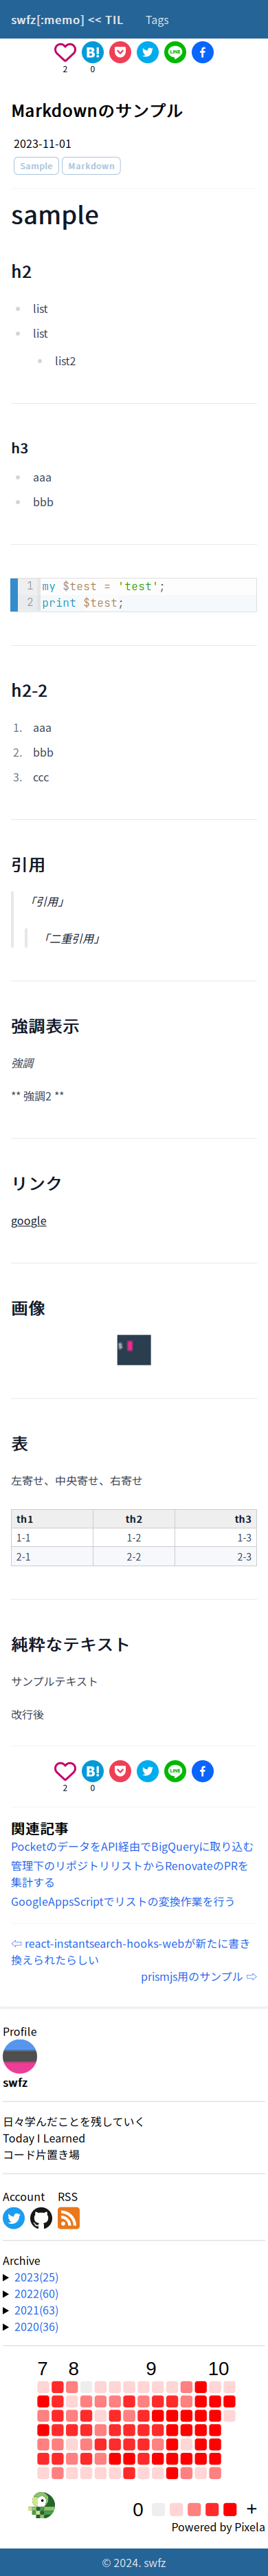 swfz[:memo] << TIL Tags
2 0
Markdownのサンプル
2023-11-01
Sample Markdown
sample
h2
list
list
list2
h3
aaa
bbb
1 my $test = 'test';
2 print $test;
h2-2
1. aaa
2. bbb
3. ccc
引用
「引用」
「二重引用」
強調表示
強調
** 強調2 **
リンク
google
画像
$
表
左寄せ、中央寄せ、右寄せ
th1 th2 th3
1-1 1-2 1-3
2-1 2-2 2-3
純粋なテキスト
サンプルテキスト
改行後
2 0
関連記事
PocketのデータをAPI経由でBigQueryに取り込む
管理下のリポジトリリストからRenovateのPRを
集計する
GoogleAppsScriptでリストの変換作業を行う
⇦ react-instantsearch-hooks-webが新たに書き
換えられたらしい
prismjs用のサンプル ⇨
Profile
swfz
日々学んだことを残していく
Today I Learned
コード片置き場
Account RSS
Archive
2023(25)
2022(60)
2021(63)
2020(36)
7 8 9 10
0 +
Powered by Pixela
© 2024. swfz